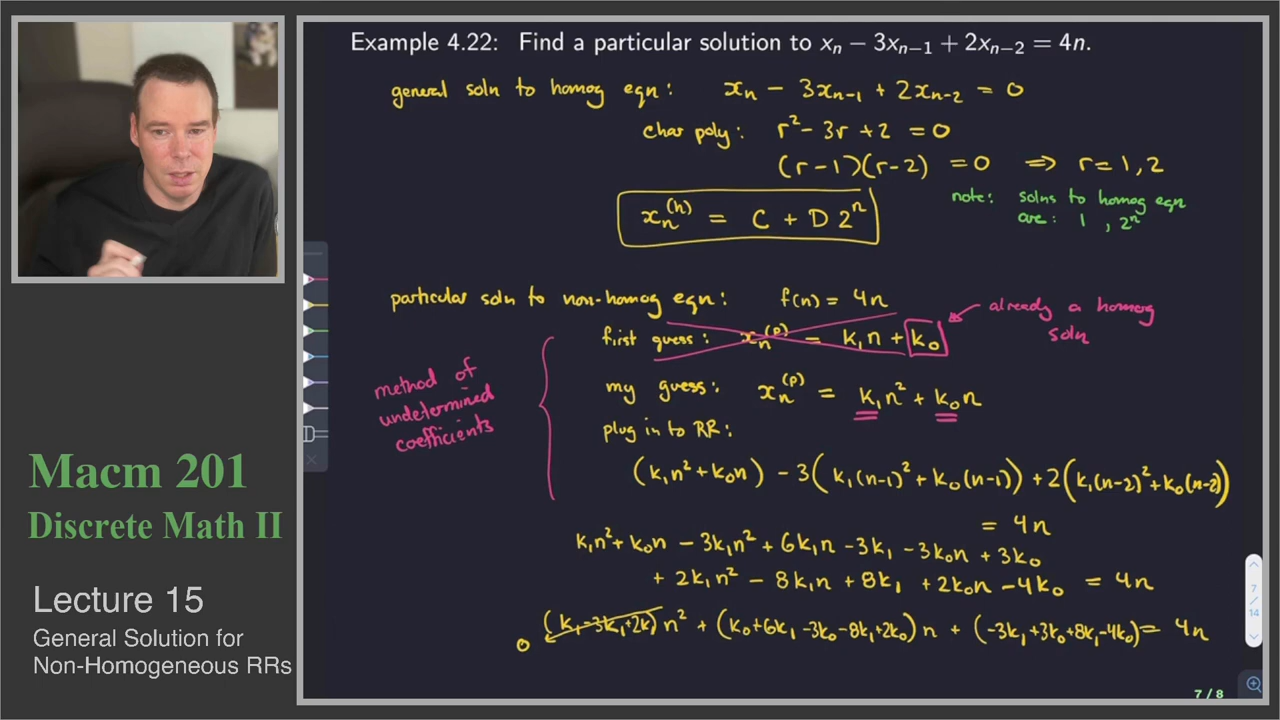 Example 4.22: Find a particular solution to xₙ − 3xₙ₋₁ + 2xₙ₋₂ = 4n.
general soln to homog eqn: xₙ − 3xₙ₋₁ + 2xₙ₋₂ = 0
char poly: r² − 3r + 2 = 0
(r−1)(r−2) = 0 ⇒ r = 1, 2
xₙ⁽ʰ⁾ = C + D 2ⁿ
note: solns to homog eqn
are: 1, 2ⁿ
particular soln to non-homog eqn: f(n) = 4n
first guess: xₙ⁽ᵖ⁾ = k₁n + k₀
already a homog
soln
method of
undetermined
coefficients
my guess: xₙ⁽ᵖ⁾ = k₁n² + k₀n
plug in to RR:
(k₁n² + k₀n) − 3(k₁(n−1)² + k₀(n−1)) + 2(k₁(n−2)² + k₀(n−2))
= 4n
k₁n² + k₀n − 3k₁n² + 6k₁n − 3k₁ − 3k₀n + 3k₀
+ 2k₁n² − 8k₁n + 8k₁ + 2k₀n − 4k₀ = 4n
0 (k₁−3k₁+2k₁)n² + (k₀+6k₁−3k₀−8k₁+2k₀)n + (−3k₁+3k₀+8k₁−4k₀) = 4n
7
14
7 / 8
Macm 201
Discrete Math II
Lecture 15
General Solution for
Non-Homogeneous RRs